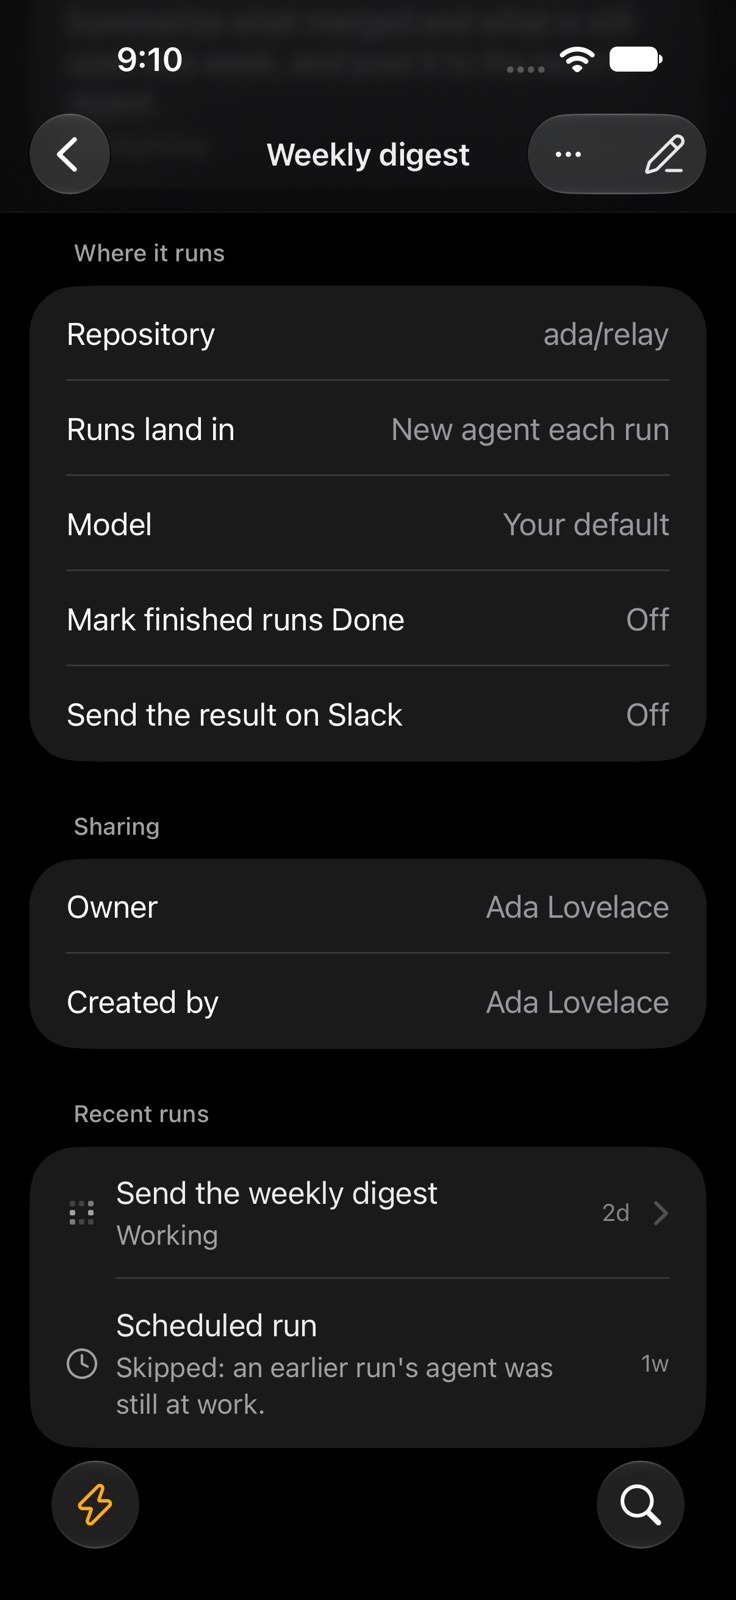 9:10
Weekly digest
Where it runs
Repository
ada/relay
Runs land in
New agent each run
Model
Your default
Mark finished runs Done
Off
Send the result on Slack
Off
Sharing
Owner
Ada Lovelace
Created by
Ada Lovelace
Recent runs
Send the weekly digest
Working
2d
Scheduled run
Skipped: an earlier run's agent was
still at work.
1w